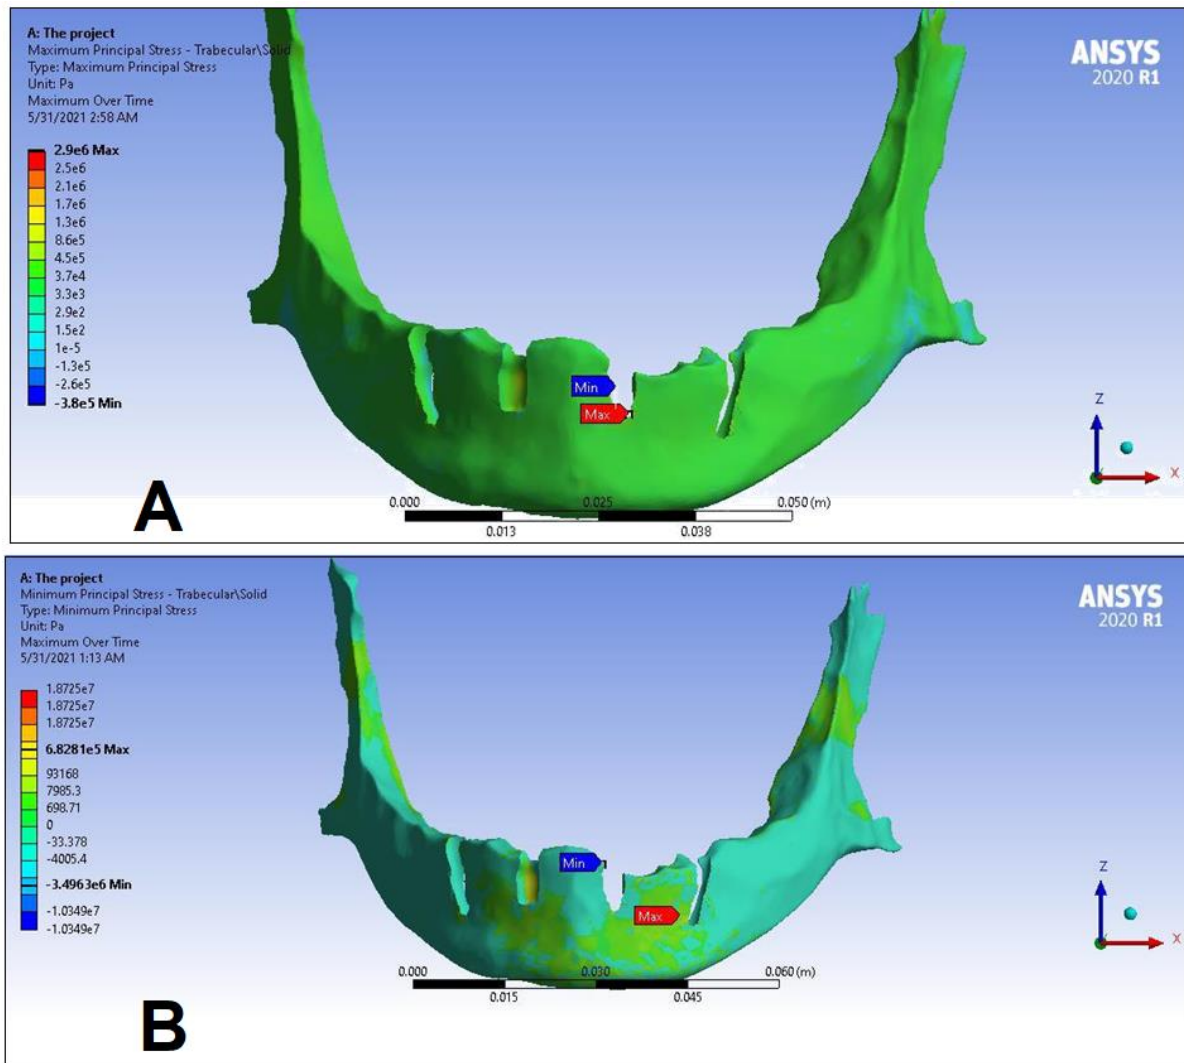 A: The project
Maximum Principal Stress - Trabecular\Solid
Type: Maximum Principal Stress
Unit: Pa
Maximum Over Time
5/31/2021 2:58 AM
ANSYS
2020 R1
2.9e6 Max
2.5e6
2.1e6
1.7e6
1.3e6
8.6e5
4.5e5
3.7e4
3.3e3
2.9e2
1.5e2
1e-5
-1.3e5
-2.6e5
-3.8e5 Min
Min
Max
Z
X
0.000 0.025 0.050 (m)
0.013 0.038
A
A: The project
Minimum Principal Stress - Trabecular\Solid
Type: Minimum Principal Stress
Unit: Pa
Maximum Over Time
5/31/2021 1:13 AM
ANSYS
2020 R1
1.8725e7
1.8725e7
1.8725e7
6.8281e5 Max
93168
7985.3
698.71
0
-33.378
-4005.4
-3.4963e6 Min
-1.0349e7
-1.0349e7
Min
Max
Z
X
0.000 0.030 0.060 (m)
0.015 0.045
B